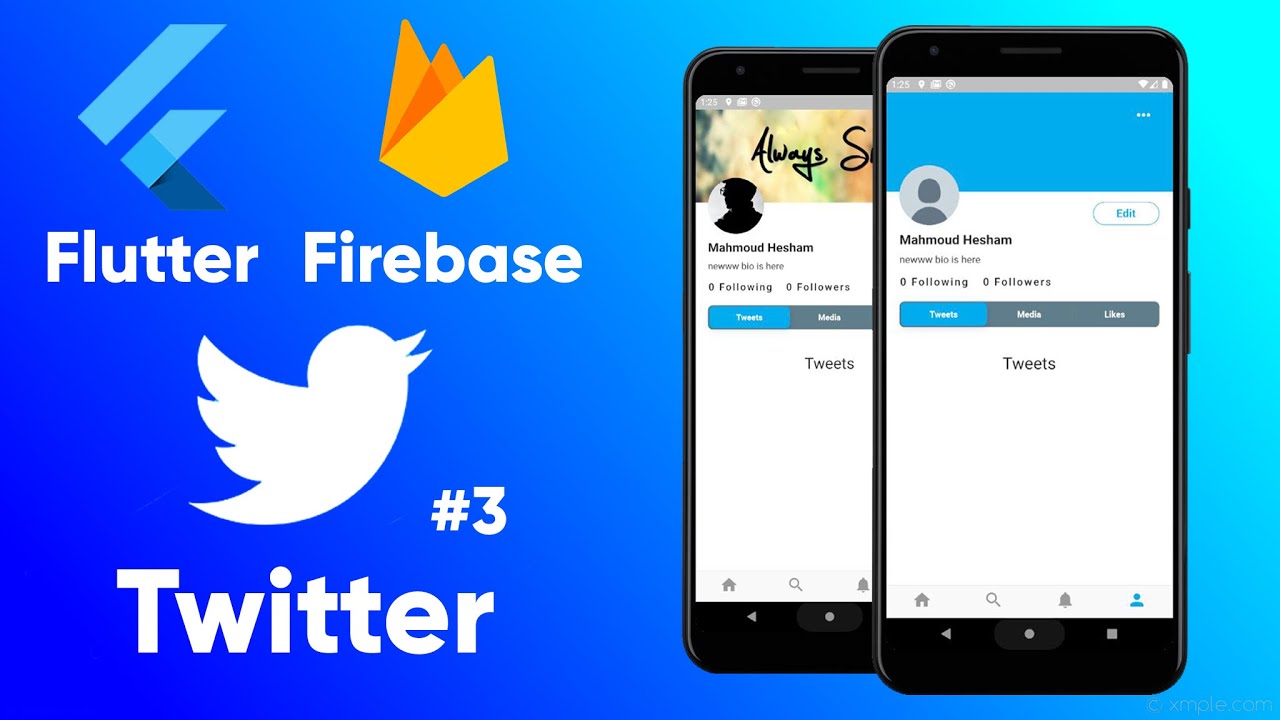 Flutter Firebase
#3
Twitter
1:25
Always
Mahmoud Hesham
newww bio is here
0 Following 0 Followers
Tweets Media
Tweets
1:25
Edit
Mahmoud Hesham
newww bio is here
0 Following 0 Followers
Tweets Media Likes
Tweets
© xmple.com